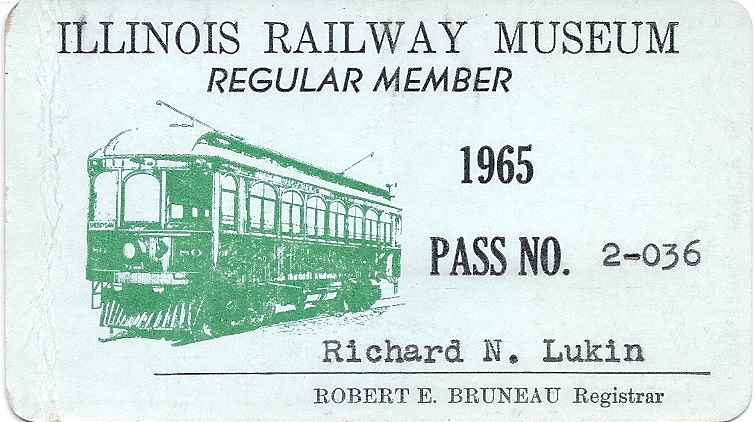 ILLINOIS RAILWAY MUSEUM
REGULAR MEMBER
1965
PASS NO. 2-036
Richard N. Lukin
ROBERT E. BRUNEAU Registrar